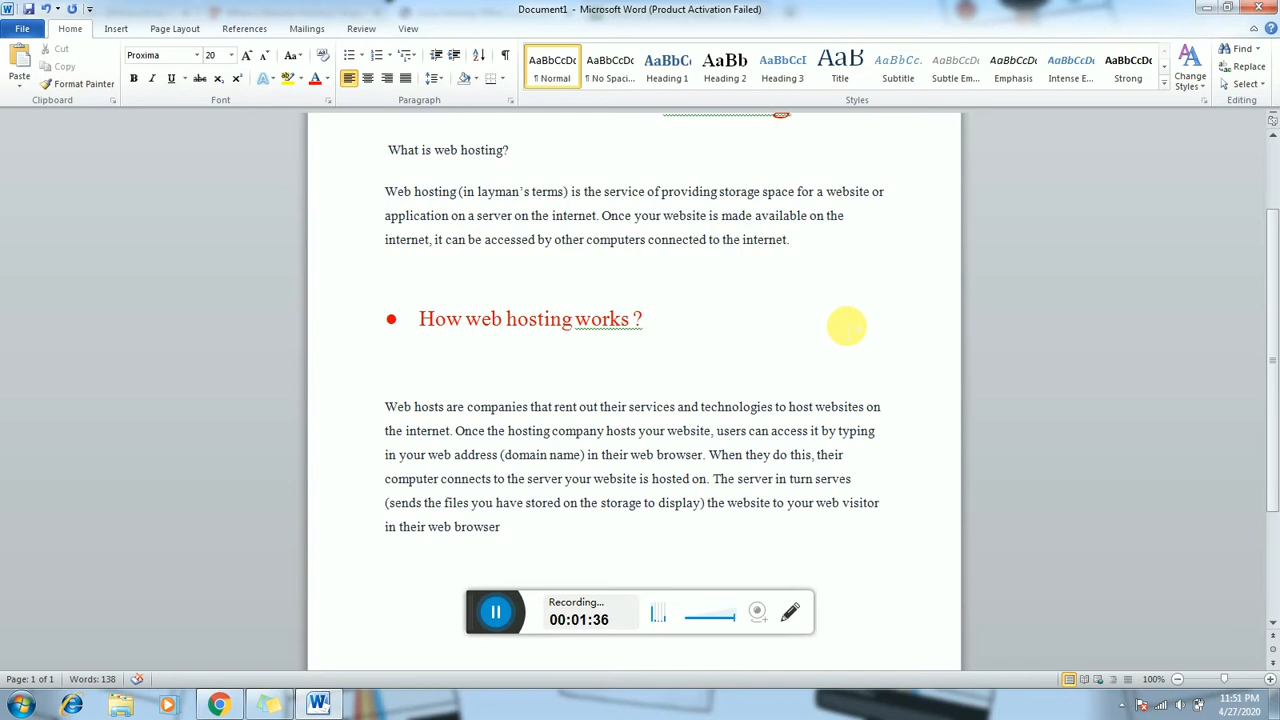 Document1 - Microsoft Word (Product Activation Failed)
File Home Insert Page Layout References Mailings Review View
Paste Cut Copy Format Painter
Proxima 20
Aa
B I U abc x₂ x² A
AaBbCcDc AaBbCcDc AaBbCc AaBbCc AaBbCcI AaB AaBbCcI AaBbCcDc AaBbCcDc AaBbCcDc AaBbCcDc
¶ Normal ¶ No Spaci... Heading 1 Heading 2 Heading 3 Title Subtitle Subtle Em... Emphasis Intense E... Strong
Change Styles
Find Replace Select
Clipboard Font Paragraph Styles Editing
What is web hosting?
Web hosting (in layman’s terms) is the service of providing storage space for a website or
application on a server on the internet. Once your website is made available on the
internet, it can be accessed by other computers connected to the internet.
● How web hosting works ?
Web hosts are companies that rent out their services and technologies to host websites on
the internet. Once the hosting company hosts your website, users can access it by typing
in your web address (domain name) in their web browser. When they do this, their
computer connects to the server your website is hosted on. The server in turn serves
(sends the files you have stored on the storage to display) the website to your web visitor
in their web browser
Recording...
00:01:36
Page: 1 of 1 Words: 138 100%
11:51 PM
4/27/2020